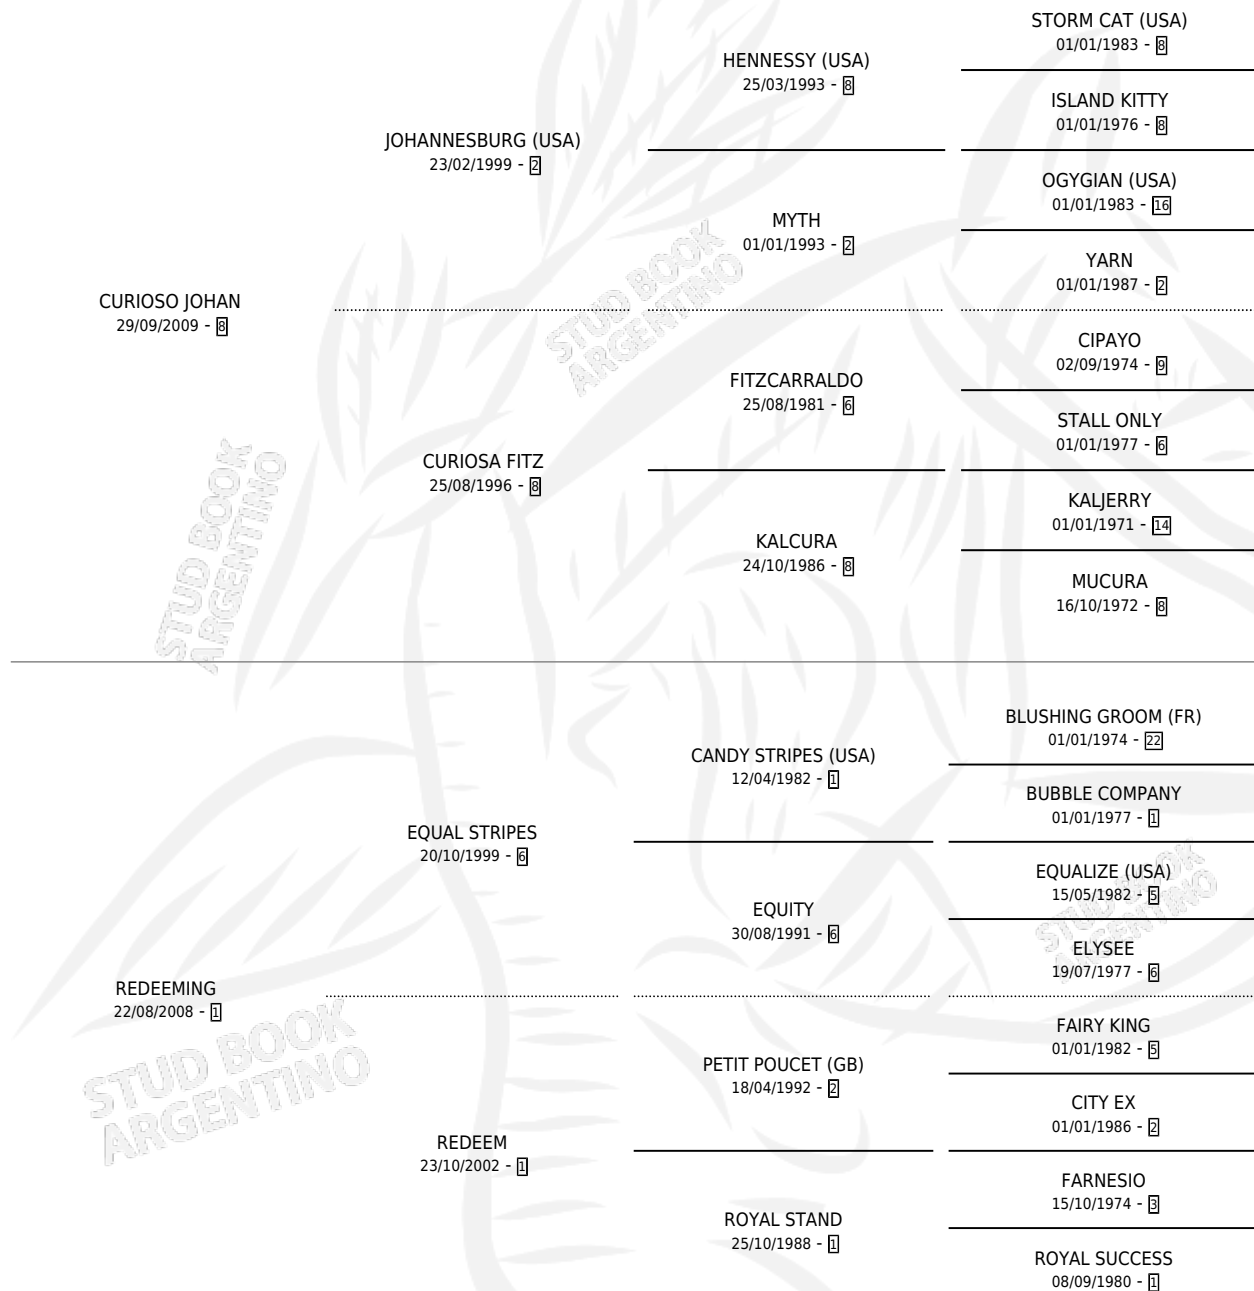 STORM CAT (USA)
01/01/1983 - 8
HENNESSY (USA)
25/03/1993 - 8
ISLAND KITTY
01/01/1976 - 8
JOHANNESBURG (USA)
23/02/1999 - 2
OGYGIAN (USA)
01/01/1983 - 16
MYTH
01/01/1993 - 2
YARN
01/01/1987 - 2
CURIOSO JOHAN
29/09/2009 - 8
CIPAYO
02/09/1974 - 9
FITZCARRALDO
25/08/1981 - 6
STALL ONLY
01/01/1977 - 6
CURIOSA FITZ
25/08/1996 - 8
KALJERRY
01/01/1971 - 14
KALCURA
24/10/1986 - 8
MUCURA
16/10/1972 - 8
BLUSHING GROOM (FR)
01/01/1974 - 22
CANDY STRIPES (USA)
12/04/1982 - 1
BUBBLE COMPANY
01/01/1977 - 1
EQUAL STRIPES
20/10/1999 - 6
EQUALIZE (USA)
15/05/1982 - 5
EQUITY
30/08/1991 - 6
ELYSEE
19/07/1977 - 6
REDEEMING
22/08/2008 - 1
FAIRY KING
01/01/1982 - 5
PETIT POUCET (GB)
18/04/1992 - 2
CITY EX
01/01/1986 - 2
REDEEM
23/10/2002 - 1
FARNESIO
15/10/1974 - 3
ROYAL STAND
25/10/1988 - 1
ROYAL SUCCESS
08/09/1980 - 1
STUD BOOK
ARGENTINO
STUD BOOK
ARGENTINO
STUD BOOK
ARGENTINO
STUD BOOK
ARGENTINO